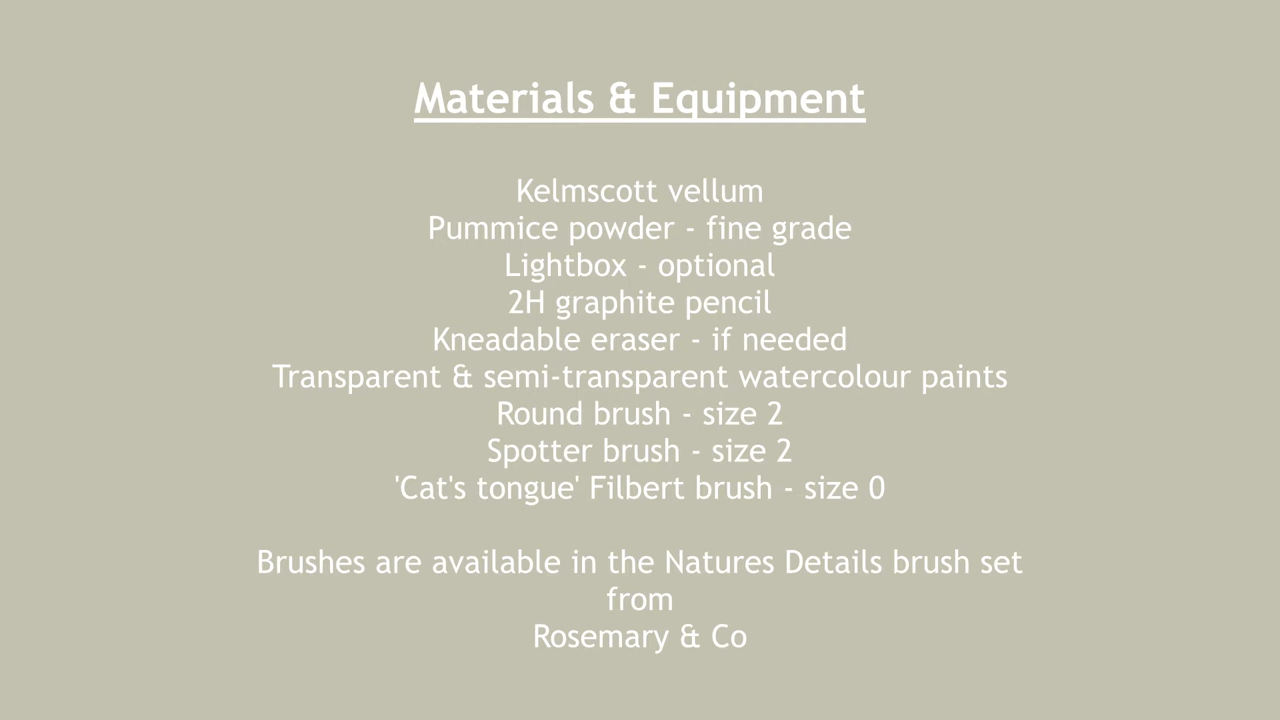 Materials & Equipment
Kelmscott vellum
Pummice powder - fine grade
Lightbox - optional
2H graphite pencil
Kneadable eraser - if needed
Transparent & semi-transparent watercolour paints
Round brush - size 2
Spotter brush - size 2
'Cat's tongue' Filbert brush - size 0
Brushes are available in the Natures Details brush set
from
Rosemary & Co